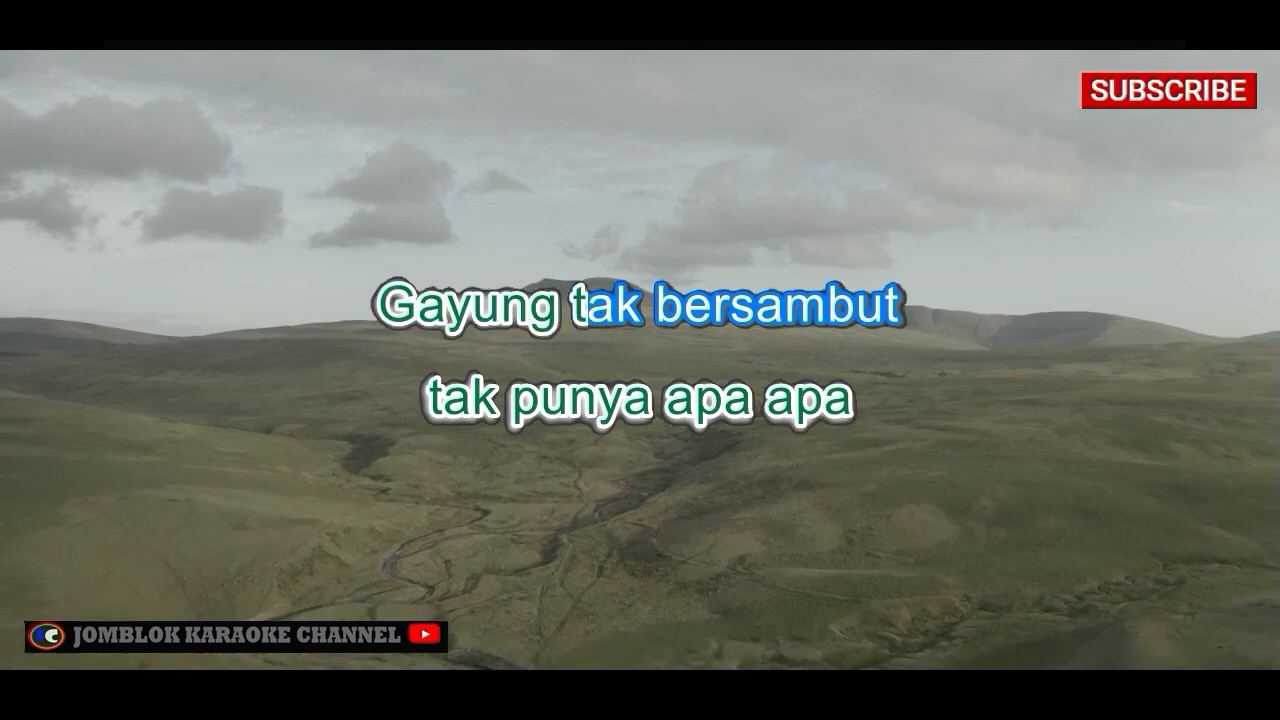 SUBSCRIBE
Gayung tak bersambut
tak punya apa apa
JOMBLOK KARAOKE CHANNEL